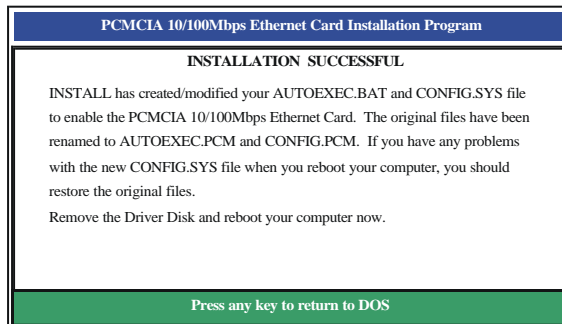 PCMCIA 10/100Mbps Ethernet Card Installation Program
INSTALLATION SUCCESSFUL
INSTALL has created/modified your AUTOEXEC.BAT and CONFIG.SYS file
to enable the PCMCIA 10/100Mbps Ethernet Card. The original files have been
renamed to AUTOEXEC.PCM and CONFIG.PCM. If you have any problems
with the new CONFIG.SYS file when you reboot your computer, you should
restore the original files.
Remove the Driver Disk and reboot your computer now.
Press any key to return to DOS